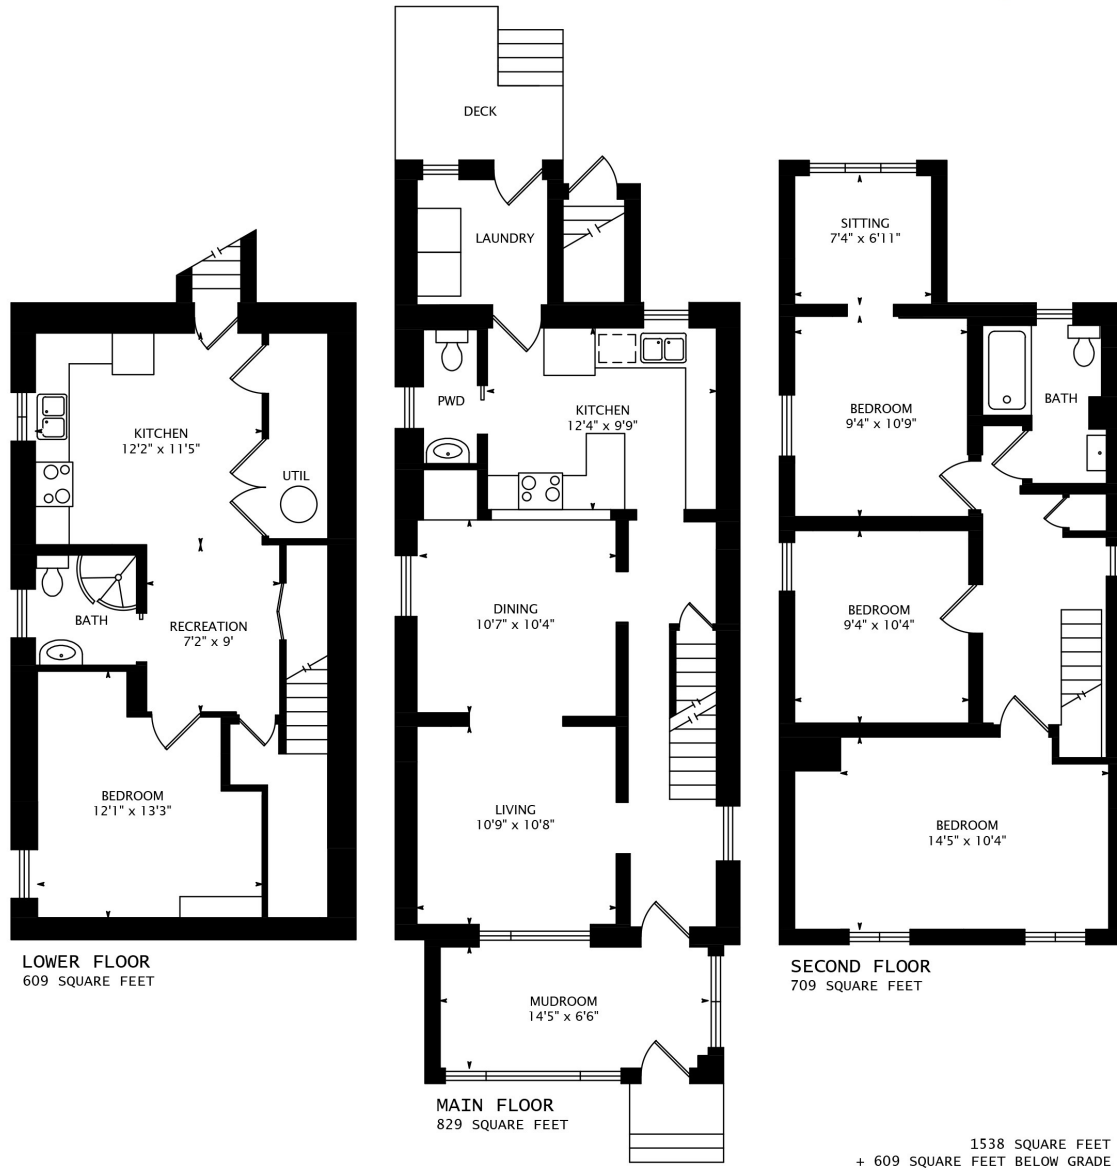 DECK
LAUNDRY
PWD
KITCHEN
12'4" x 9'9"
DINING
10'7" x 10'4"
LIVING
10'9" x 10'8"
MUDROOM
14'5" x 6'6"
MAIN FLOOR
829 SQUARE FEET
KITCHEN
12'2" x 11'5"
UTIL
BATH
RECREATION
7'2" x 9'
BEDROOM
12'1" x 13'3"
LOWER FLOOR
609 SQUARE FEET
SITTING
7'4" x 6'11"
BEDROOM
9'4" x 10'9"
BATH
BEDROOM
9'4" x 10'4"
BEDROOM
14'5" x 10'4"
SECOND FLOOR
709 SQUARE FEET
1538 SQUARE FEET
+ 609 SQUARE FEET BELOW GRADE